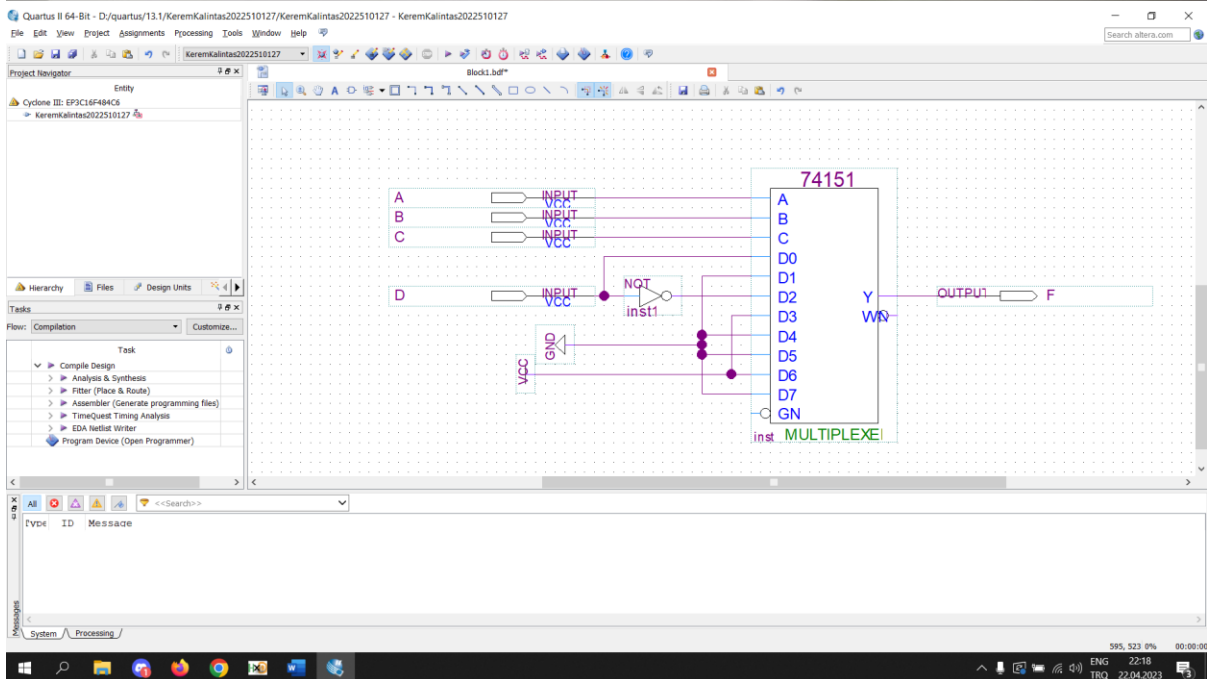 Quartus II 64-Bit - D:/quartus/13.1/KeremKalintas2022510127/KeremKalintas2022510127 - KeremKalintas2022510127
File Edit View Project Assignments Processing Tools Window Help
Search altera.com
KeremKalintas2022510127
Project Navigator
Entity
Cyclone III: EP3C16F484C6
KeremKalintas2022510127
Hierarchy Files Design Units
Tasks
Flow: Compilation Customize...
Task
Compile Design
Analysis & Synthesis
Fitter (Place & Route)
Assembler (Generate programming files)
TimeQuest Timing Analysis
EDA Netlist Writer
Program Device (Open Programmer)
Block1.bdf*
74151
A INPUT VCC A
B INPUT VCC B
C INPUT VCC C
D0
D1
D INPUT VCC NOT inst1 D2 Y OUTPUT F
D3 WN
GND D4
D5
VCC D6
D7
GN
inst MULTIPLEXE
All <<Search>>
Type ID Message
Messages
System Processing
595, 523 0% 00:00:00
ENG 22:18
TRQ 22.04.2023
3